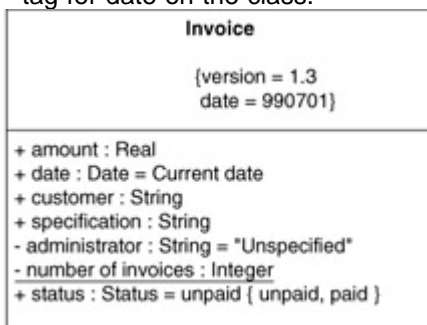 tag for date on the class.
Invoice
{version = 1.3
date = 990701}
+ amount : Real
+ date : Date = Current date
+ customer : String
+ specification : String
- administrator : String = "Unspecified"
- number of invoices : Integer
+ status : Status = unpaid { unpaid, paid }